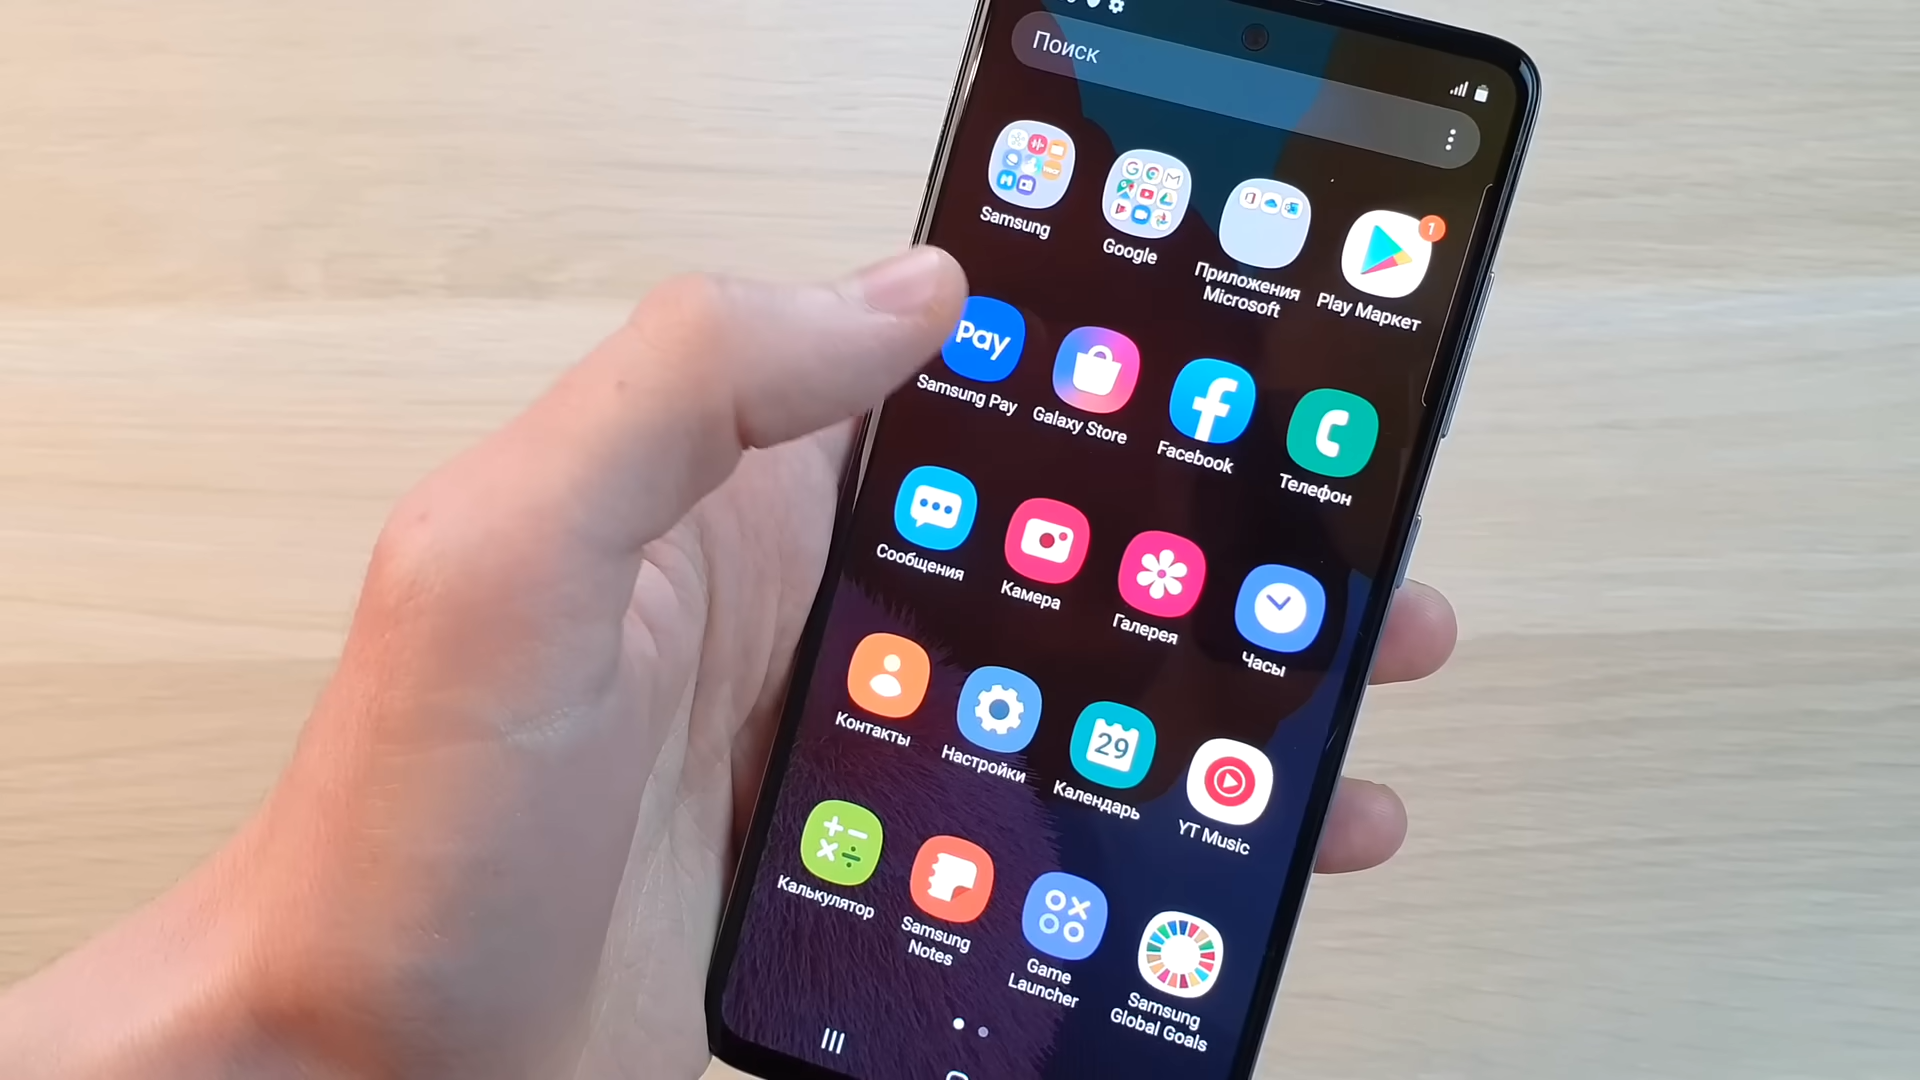 Поиск
Samsung
Google
Приложения
Microsoft
1
Play Маркет
Pay
Samsung Pay
Galaxy Store
Facebook
Телефон
Сообщения
Камера
Галерея
Часы
Контакты
Настройки
29
Календарь
YT Music
Калькулятор
Samsung
Notes
Game
Launcher
Samsung
Global Goals